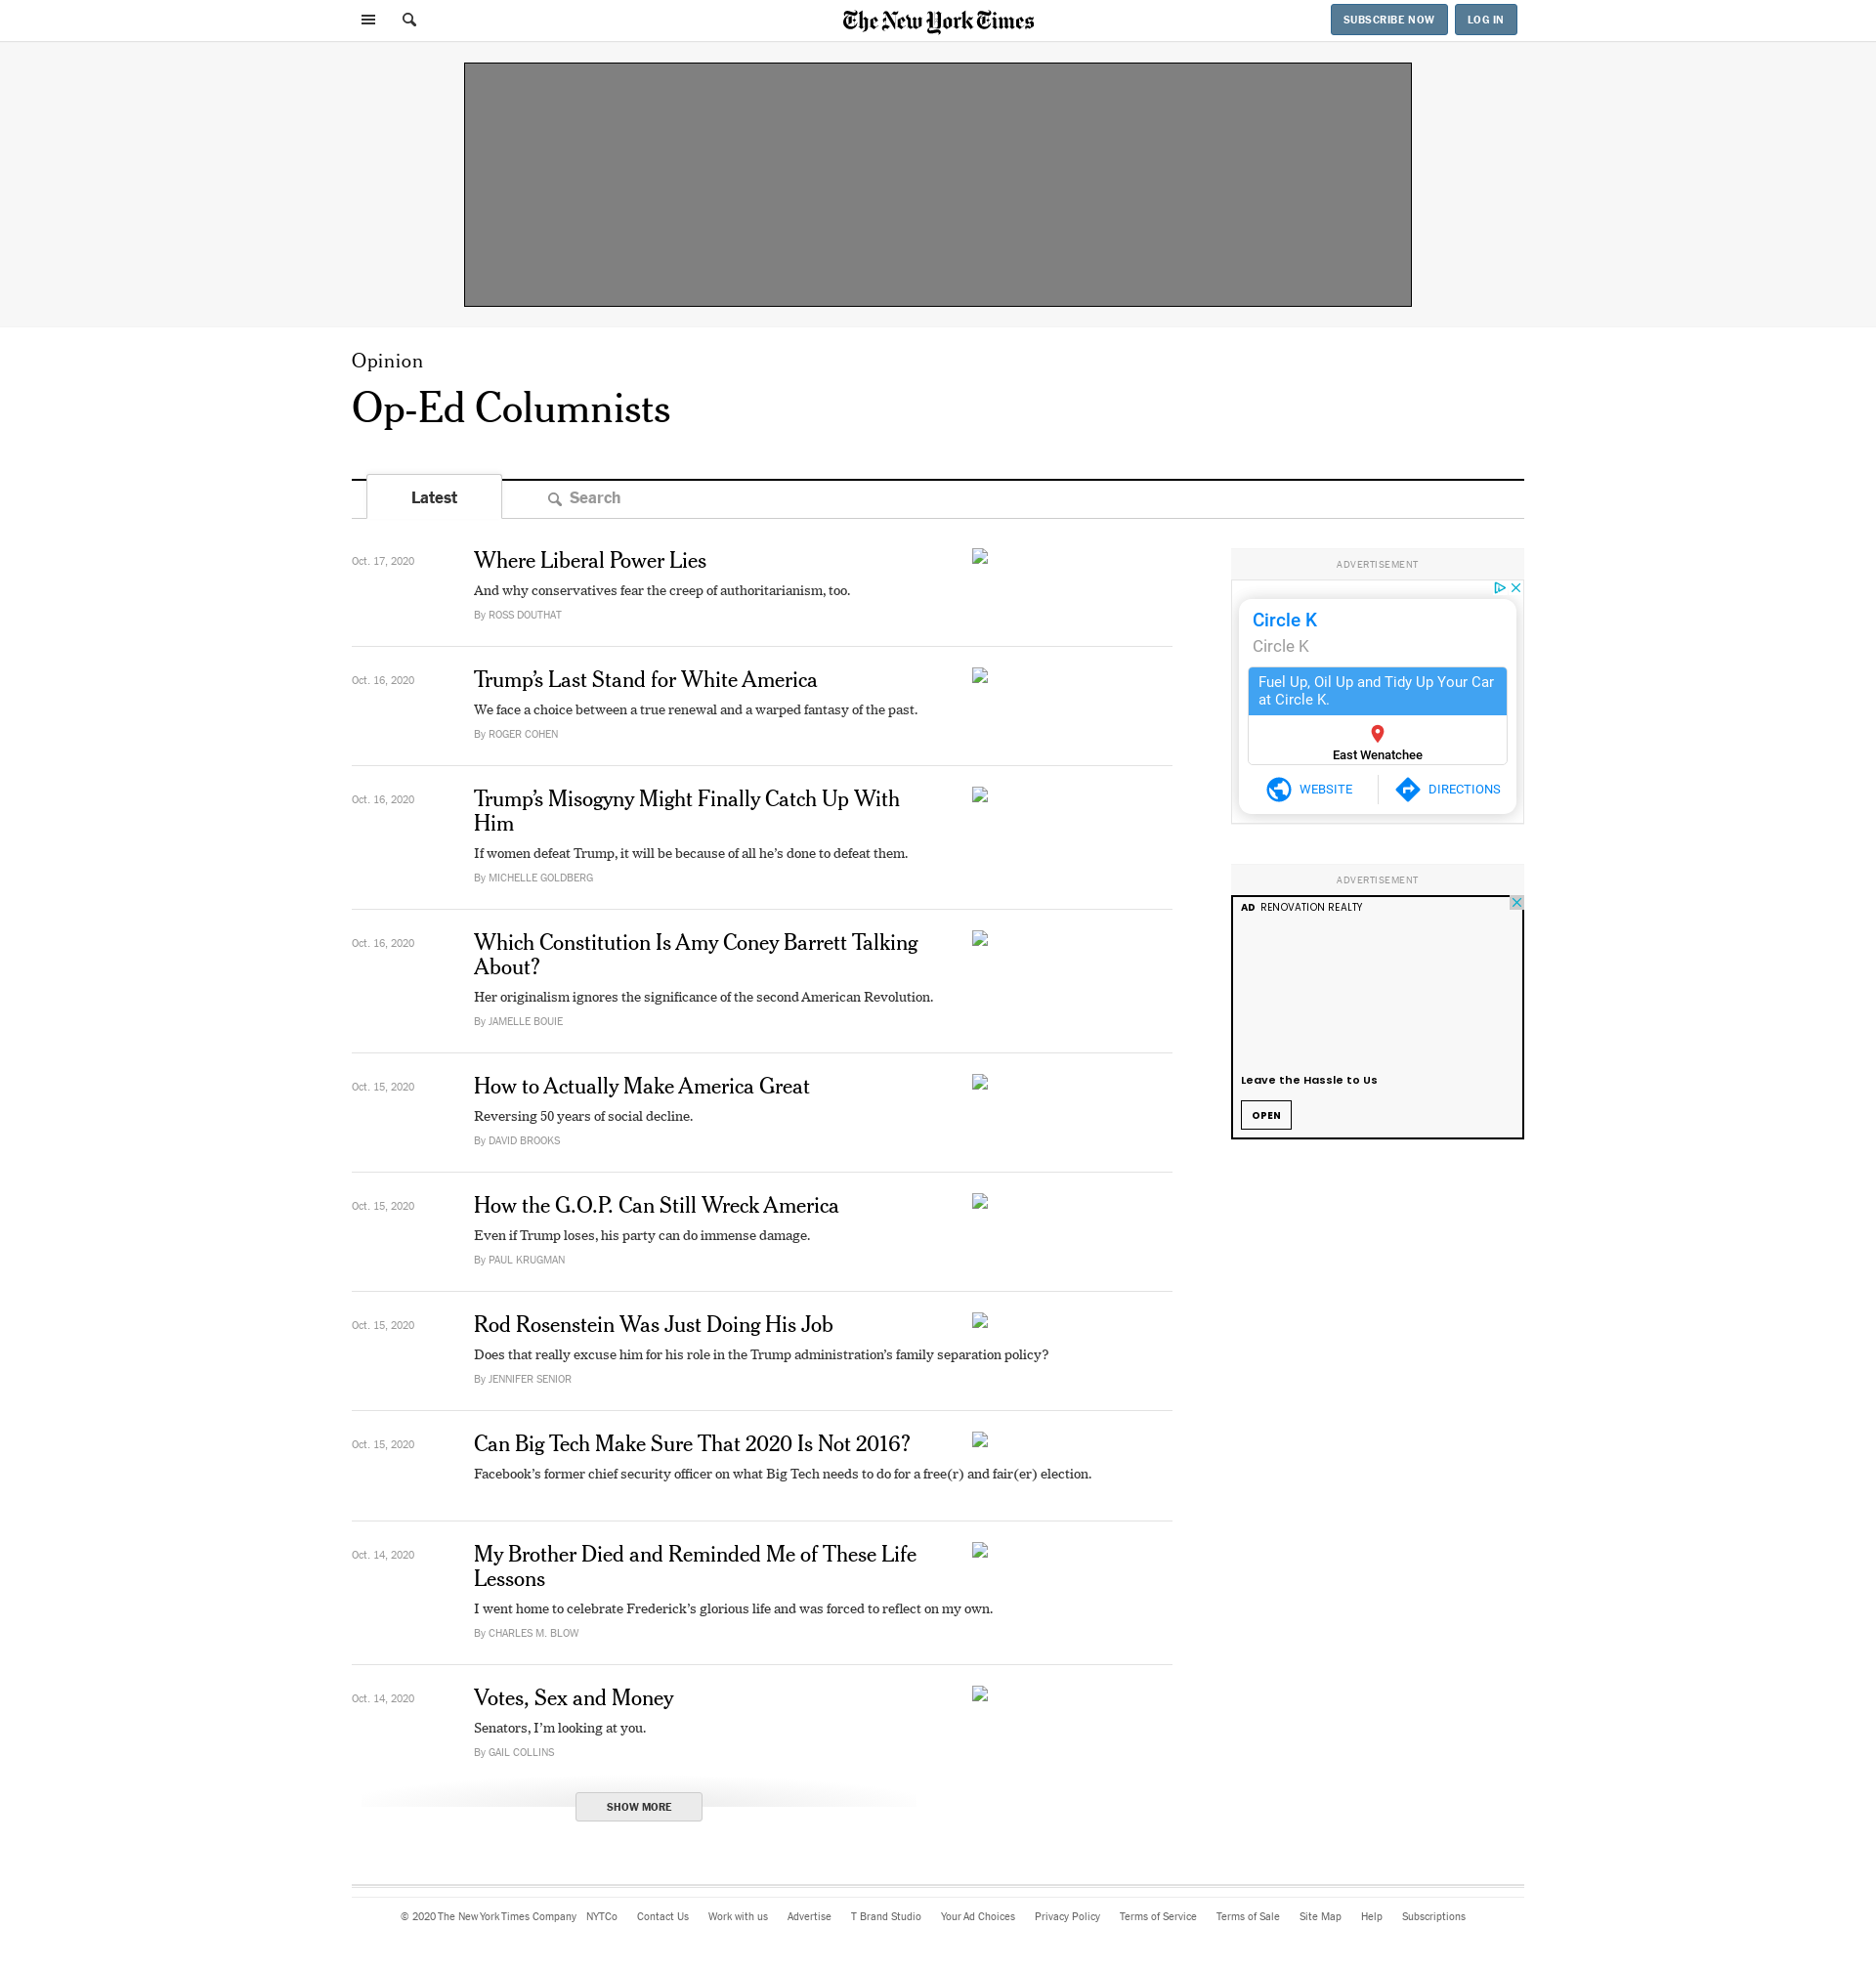 The New York Times
SUBSCRIBE NOW
LOG IN
Opinion
Op-Ed Columnists
Latest
Search
Oct. 17, 2020
Where Liberal Power Lies
And why conservatives fear the creep of authoritarianism, too.
By ROSS DOUTHAT
Oct. 16, 2020
Trump’s Last Stand for White America
We face a choice between a true renewal and a warped fantasy of the past.
By ROGER COHEN
Oct. 16, 2020
Trump’s Misogyny Might Finally Catch Up With
Him
If women defeat Trump, it will be because of all he’s done to defeat them.
By MICHELLE GOLDBERG
Oct. 16, 2020
Which Constitution Is Amy Coney Barrett Talking
About?
Her originalism ignores the significance of the second American Revolution.
By JAMELLE BOUIE
Oct. 15, 2020
How to Actually Make America Great
Reversing 50 years of social decline.
By DAVID BROOKS
Oct. 15, 2020
How the G.O.P. Can Still Wreck America
Even if Trump loses, his party can do immense damage.
By PAUL KRUGMAN
Oct. 15, 2020
Rod Rosenstein Was Just Doing His Job
Does that really excuse him for his role in the Trump administration’s family separation policy?
By JENNIFER SENIOR
Oct. 15, 2020
Can Big Tech Make Sure That 2020 Is Not 2016?
Facebook’s former chief security officer on what Big Tech needs to do for a free(r) and fair(er) election.
Oct. 14, 2020
My Brother Died and Reminded Me of These Life
Lessons
I went home to celebrate Frederick’s glorious life and was forced to reflect on my own.
By CHARLES M. BLOW
Oct. 14, 2020
Votes, Sex and Money
Senators, I’m looking at you.
By GAIL COLLINS
SHOW MORE
ADVERTISEMENT
Circle K
Circle K
Fuel Up, Oil Up and Tidy Up Your Car
at Circle K.
East Wenatchee
WEBSITE
DIRECTIONS
ADVERTISEMENT
AD RENOVATION REALTY
Leave the Hassle to Us
OPEN
© 2020 The New York Times Company NYTCo Contact Us Work with us Advertise T Brand Studio Your Ad Choices Privacy Policy Terms of Service Terms of Sale Site Map Help Subscriptions